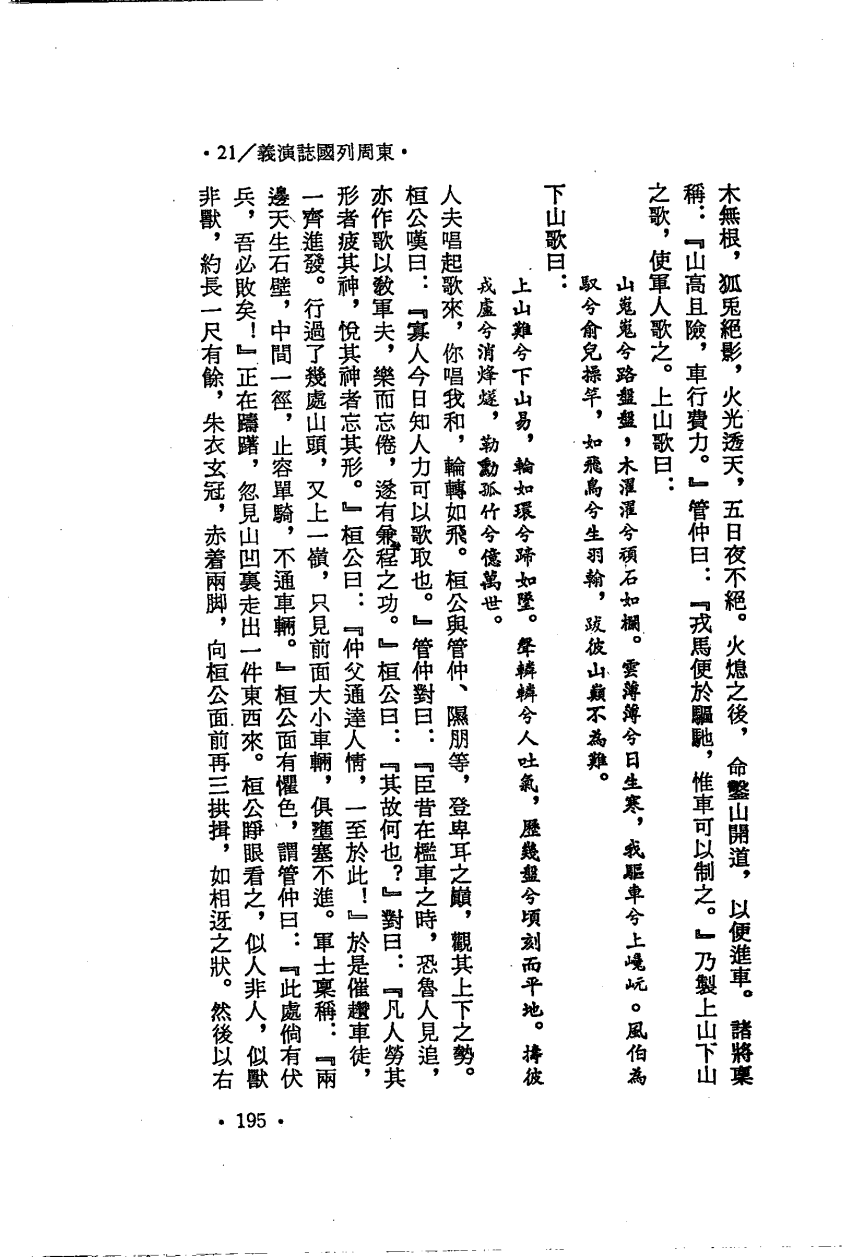 •21／義演誌國列周東•
木無根，狐兎絕影，火光透天，五日夜不絕。火熄之後，命鑿山開道，以便進車。諸將稟
稱：『山高且險，車行費力。』管仲曰：『戎馬便於驅馳，惟車可以制之。』乃製上山下山
之歌，使軍人歌之。上山歌曰：
山嵬嵬兮路盤盤，木濯濯兮頑石如欄。雲薄薄兮日生寒，我驅車兮上巉岏。風伯為
馭兮俞兒操竿，如飛鳥兮生羽翰，跋彼山巔不為難。
下山歌曰：
上山難兮下山易，輪如環兮蹄如墜。聲轔轔兮人吐氣，歷幾盤兮頃刻而平地。擣彼
戎廬兮消烽燧，勒勳孤竹兮億萬世。
人夫唱起歌來，你唱我和，輪轉如飛。桓公與管仲、隰朋等，登卑耳之巔，觀其上下之勢。
桓公嘆曰：『寡人今日知人力可以歌取也。』管仲對曰：『臣昔在檻車之時，恐魯人見追，
亦作歌以教軍夫，樂而忘倦，遂有兼程之功。』桓公曰：『其故何也？』對曰：『凡人勞其
形者疲其神，悅其神者忘其形。』桓公曰：『仲父通達人情，一至於此！』於是催趲車徒，
一齊進發。行過了幾處山頭，又上一嶺，只見前面大小車輛，俱壅塞不進。軍士稟稱：『兩
邊天生石壁，中間一徑，止容單騎，不通車輛。』桓公面有懼色，謂管仲曰：『此處倘有伏
兵，吾必敗矣！』正在躊躇，忽見山凹裏走出一件東西來。桓公睜眼看之，似人非人，似獸
非獸，約長一尺有餘，朱衣玄冠，赤着兩脚，向桓公面前再三拱揖，如相迓之狀。然後以右
•195•